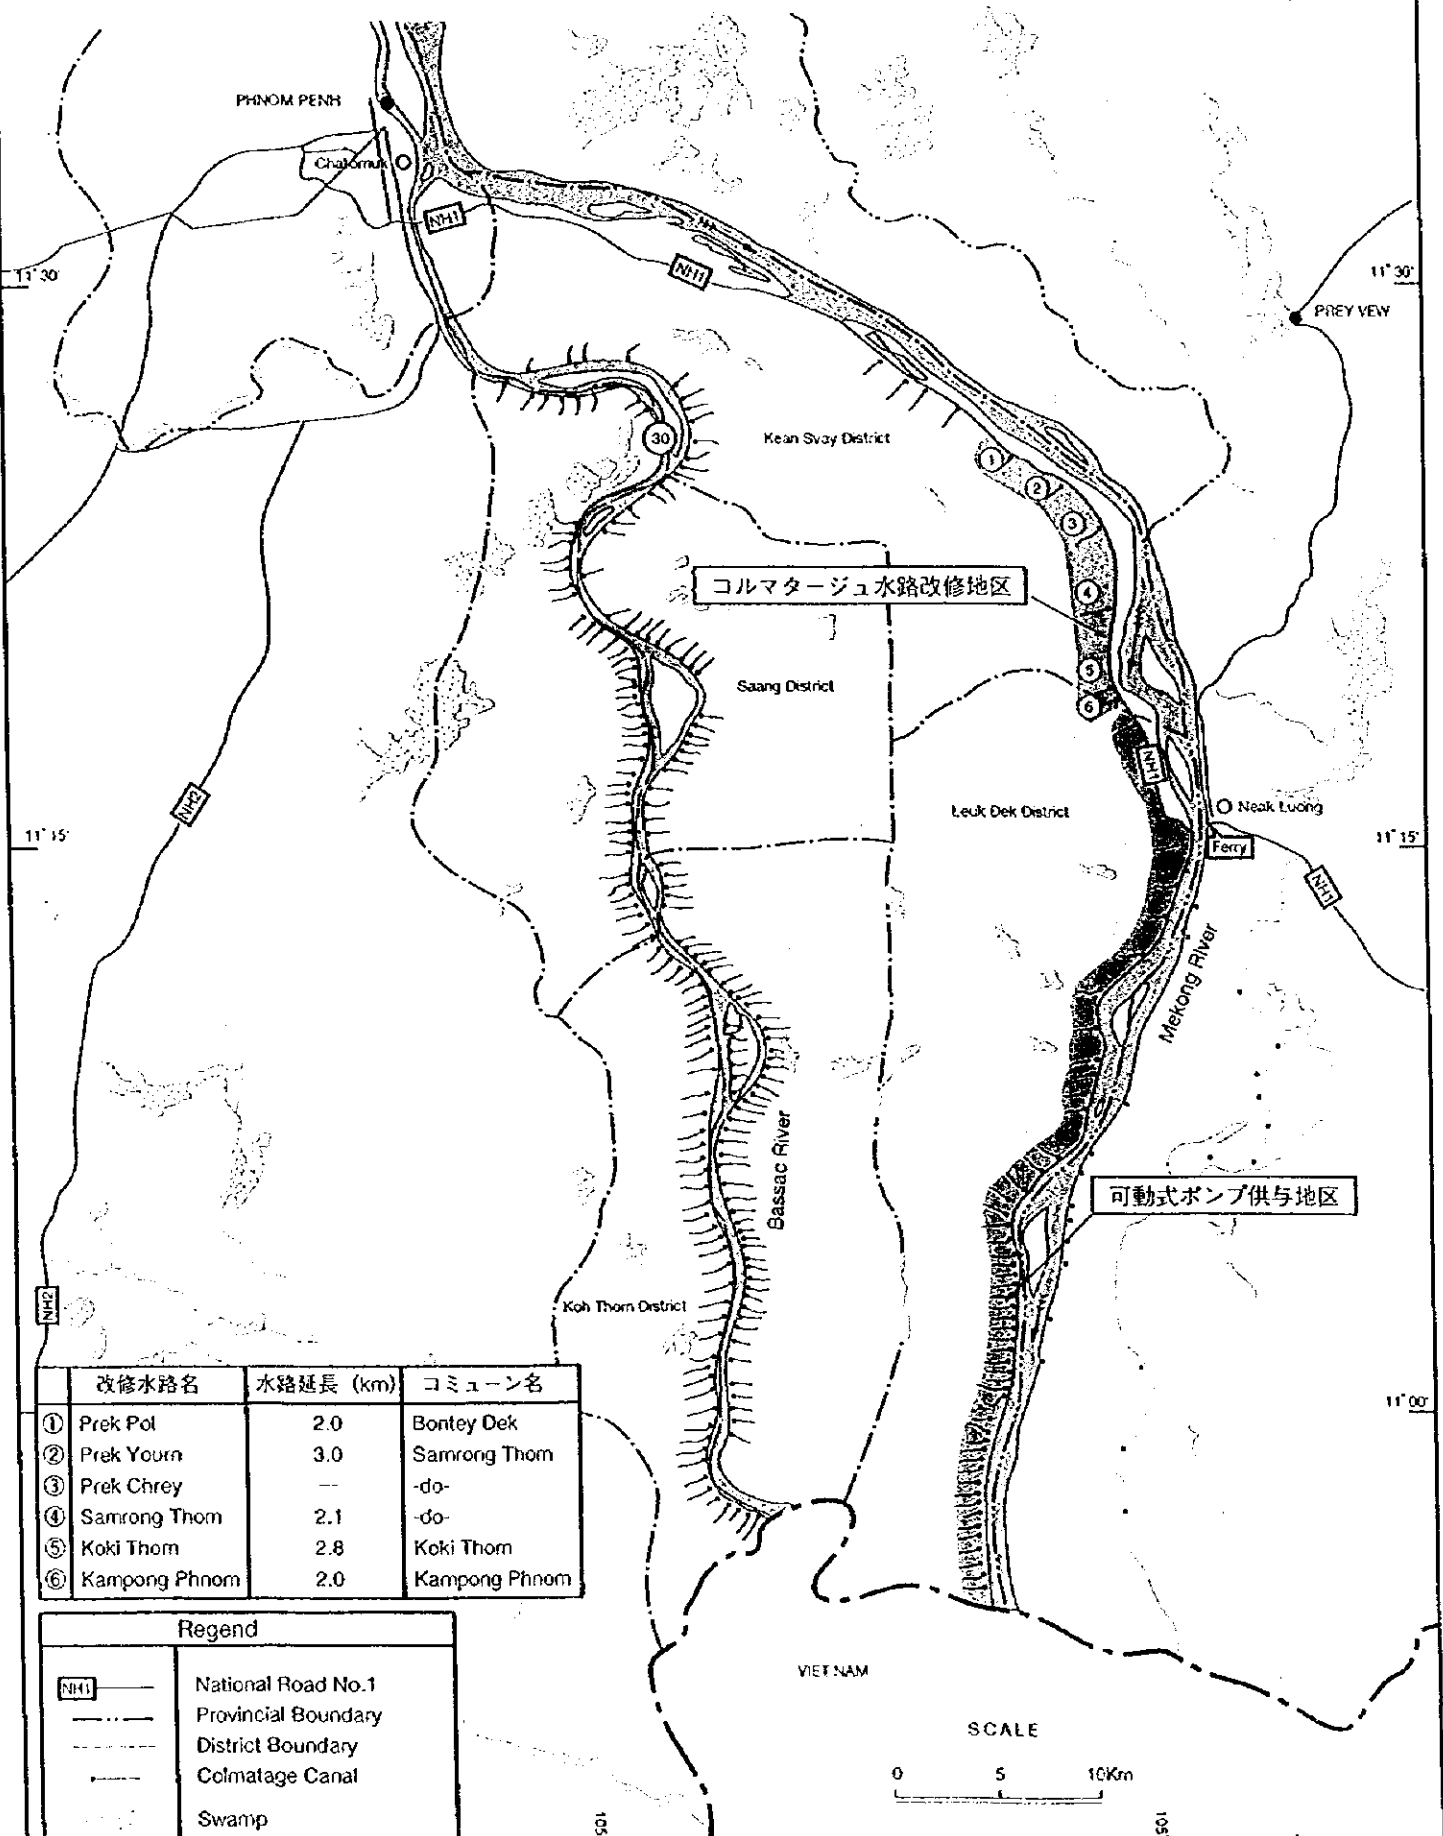 PHNOM PENH
Chatomuk
NH1
NH1
11°30'
11°30'
PREY VEW
30
Kean Svay District
①
②
③
コルマタージュ水路改修地区
④
Saang District
⑤
⑥
NH1
NH2
Leuk Dek District
Neak Luong
11°15'
11°15'
Ferry
NH1
Mekong River
Bassac River
可動式ポンプ供与地区
NH2
Koh Thom District
改修水路名 水路延長 (km) コミューン名
① Prek Pol 2.0 Bontey Dek
② Prek Yourn 3.0 Samrong Thom
③ Prek Chrey — -do-
④ Samrong Thom 2.1 -do-
⑤ Koki Thom 2.8 Koki Thom
⑥ Kampong Phnom 2.0 Kampong Phnom
11°00'
Regend
NH1 National Road No.1
Provincial Boundary
District Boundary
Colmatage Canal
Swamp
VIET NAM
SCALE
0 5 10Km
105
105